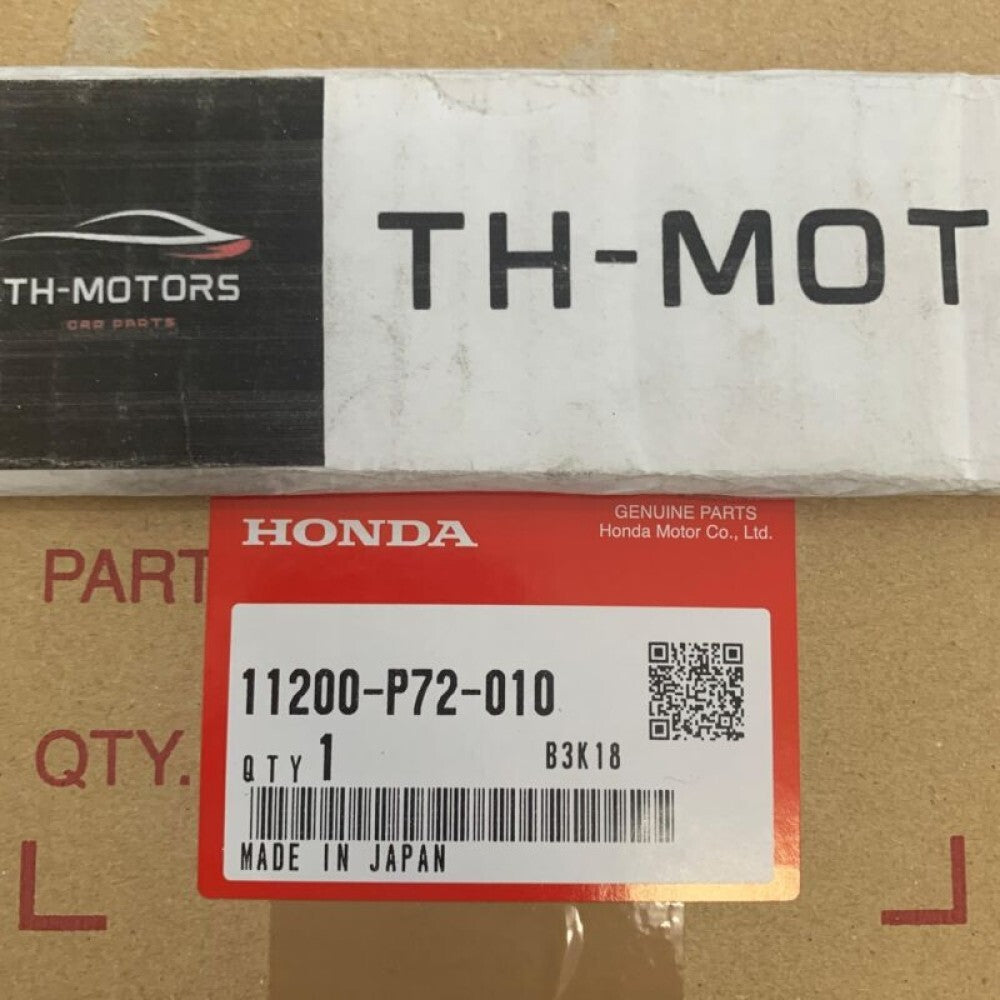 TH-MOT
TH-MOTORS
CAR PARTS
HONDA
GENUINE PARTS
Honda Motor Co., Ltd.
PART
11200-P72-010
QTY.
QTY 1
B3K18
MADE IN JAPAN